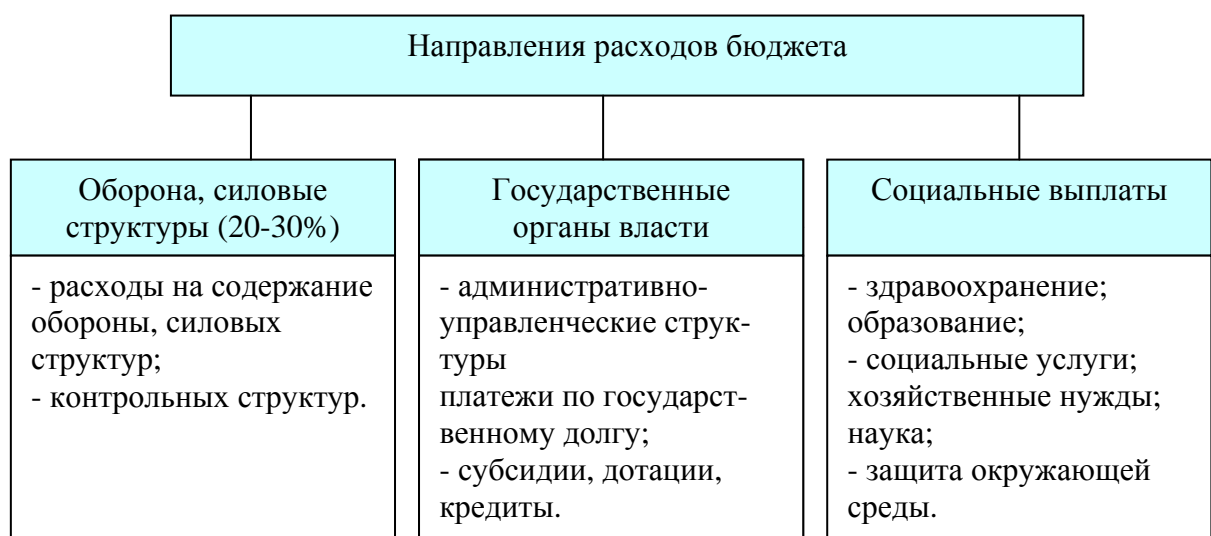 Направления расходов бюджета
Оборона, силовые
структуры (20-30%)
- расходы на содержание
обороны, силовых
структур;
- контрольных структур.
Государственные
органы власти
- административно-
управленческие струк-
туры
платежи по государст-
венному долгу;
- субсидии, дотации,
кредиты.
Социальные выплаты
- здравоохранение;
образование;
- социальные услуги;
хозяйственные нужды;
наука;
- защита окружающей
среды.